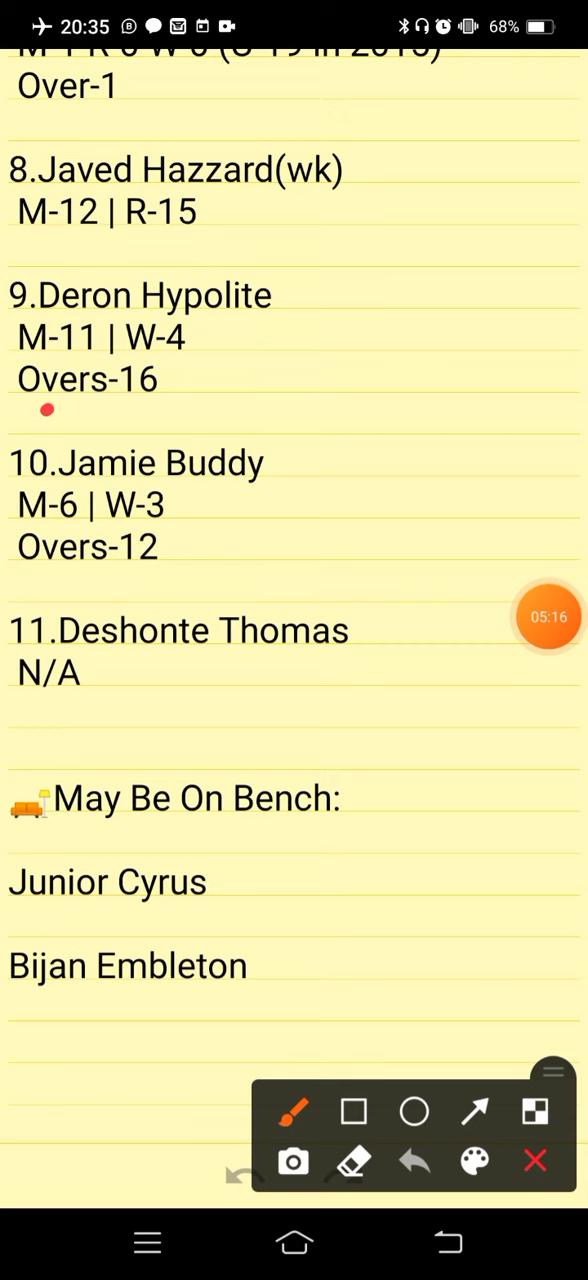 20:35
68%
Over-1
8.Javed Hazzard(wk)
M-12 | R-15
9.Deron Hypolite
M-11 | W-4
Overs-16
10.Jamie Buddy
M-6 | W-3
Overs-12
05:16
11.Deshonte Thomas
N/A
May Be On Bench:
Junior Cyrus
Bijan Embleton